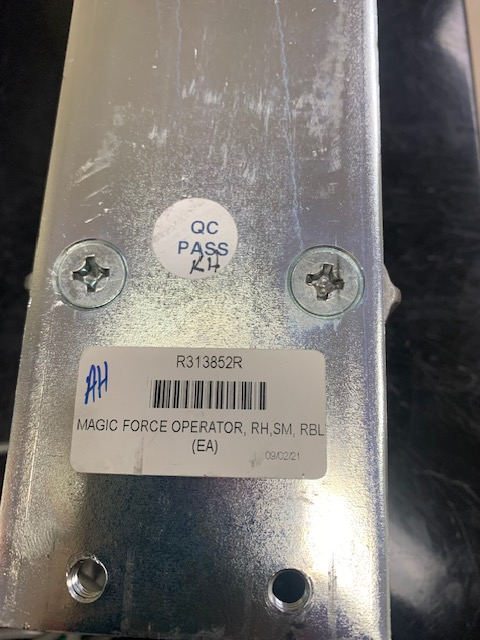 QC
PASS
KH
R313852R
AH
MAGIC FORCE OPERATOR, RH,SM, RBL
(EA)
09/02/21